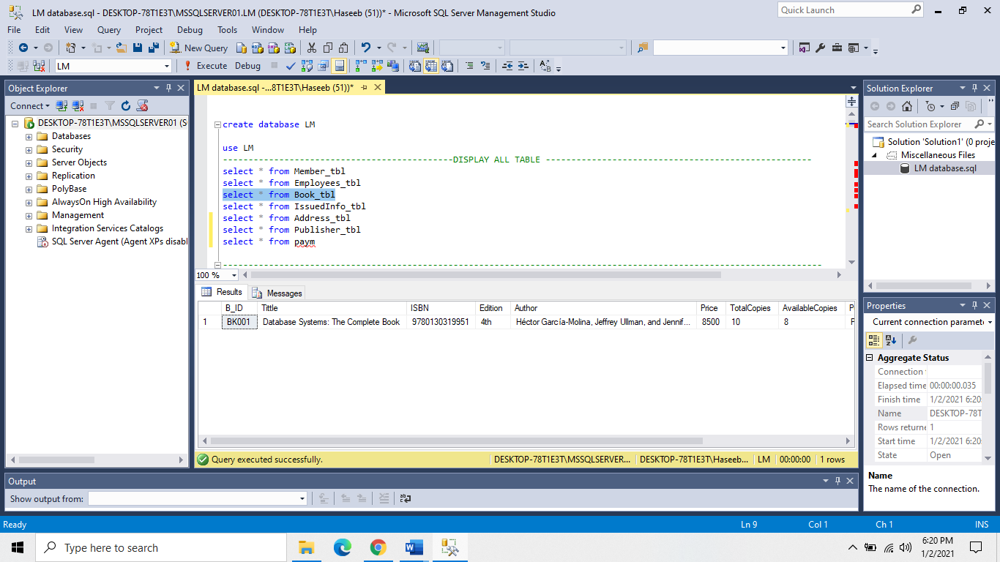 LM database.sql - DESKTOP-78T1E3T\MSSQLSERVER01.LM (DESKTOP-78T1E3T\Haseeb (51))* - Microsoft SQL Server Management Studio
Quick Launch
File Edit View Query Project Debug Tools Window Help
New Query
LM Execute Debug
Object Explorer
Connect
DESKTOP-78T1E3T\MSSQLSERVER01 (S
Databases
Security
Server Objects
Replication
PolyBase
AlwaysOn High Availability
Management
Integration Services Catalogs
SQL Server Agent (Agent XPs disabl
LM database.sql -...8T1E3T\Haseeb (51))*
create database LM
use LM
---------------------------------------------DISPLAY ALL TABLE ----------------------------------------------------
select * from Member_tbl
select * from Employees_tbl
select * from Book_tbl
select * from IssuedInfo_tbl
select * from Address_tbl
select * from Publisher_tbl
select * from paym
---------------------------------------------------------------------------------------------------------------------
100 %
Results Messages
B_ID Tittle ISBN Edition Author Price TotalCopies AvailableCopies P
1 BK001 Database Systems: The Complete Book 9780130319951 4th Héctor García-Molina, Jeffrey Ullman, and Jennif... 8500 10 8 P
Query executed successfully. DESKTOP-78T1E3T\MSSQLSERVER... DESKTOP-78T1E3T\Haseeb... LM 00:00:00 1 rows
Solution Explorer
Search Solution Explorer
Solution 'Solution1' (0 proje
Miscellaneous Files
LM database.sql
Properties
Current connection paramete
Aggregate Status
Connection
Elapsed time 00:00:00.035
Finish time 1/2/2021 6:20
Name DESKTOP-78T
Rows returne 1
Start time 1/2/2021 6:20
State Open
Name
The name of the connection.
Output
Show output from:
Ready Ln 9 Col 1 Ch 1 INS
Type here to search
6:20 PM
1/2/2021